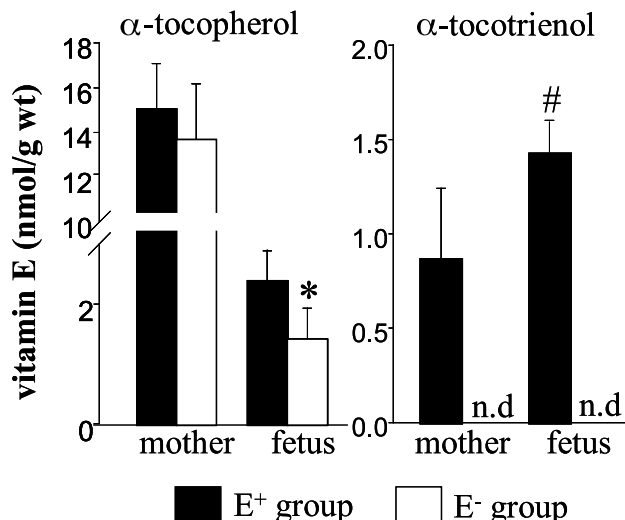 α-tocopherol
α-tocotrienol
vitamin E (nmol/g wt)
18
16
14
12
10
2
0
*
mother
fetus
2.0
1.5
1.0
0.5
0.0
#
n.d
n.d
mother
fetus
E⁺ group
E⁻ group